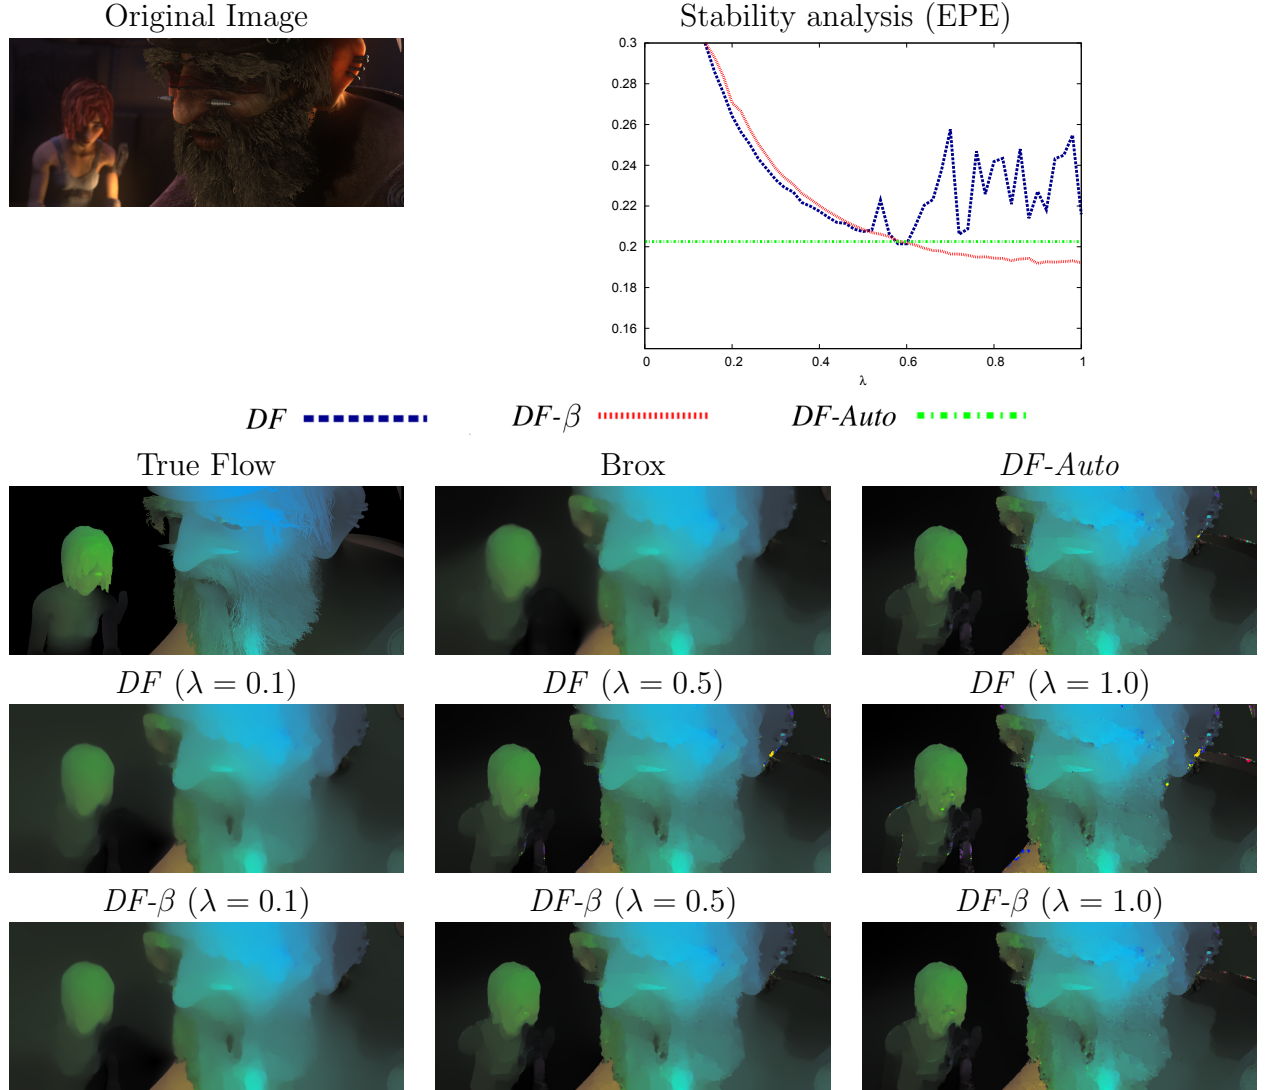 Original Image
Stability analysis (EPE)
0.3
0.28
0.26
0.24
0.22
0.2
0.18
0.16
0 0.2 0.4 0.6 0.8 1
λ
DF DF-β DF-Auto
True Flow Brox DF-Auto
DF (λ = 0.1) DF (λ = 0.5) DF (λ = 1.0)
DF-β (λ = 0.1) DF-β (λ = 0.5) DF-β (λ = 1.0)